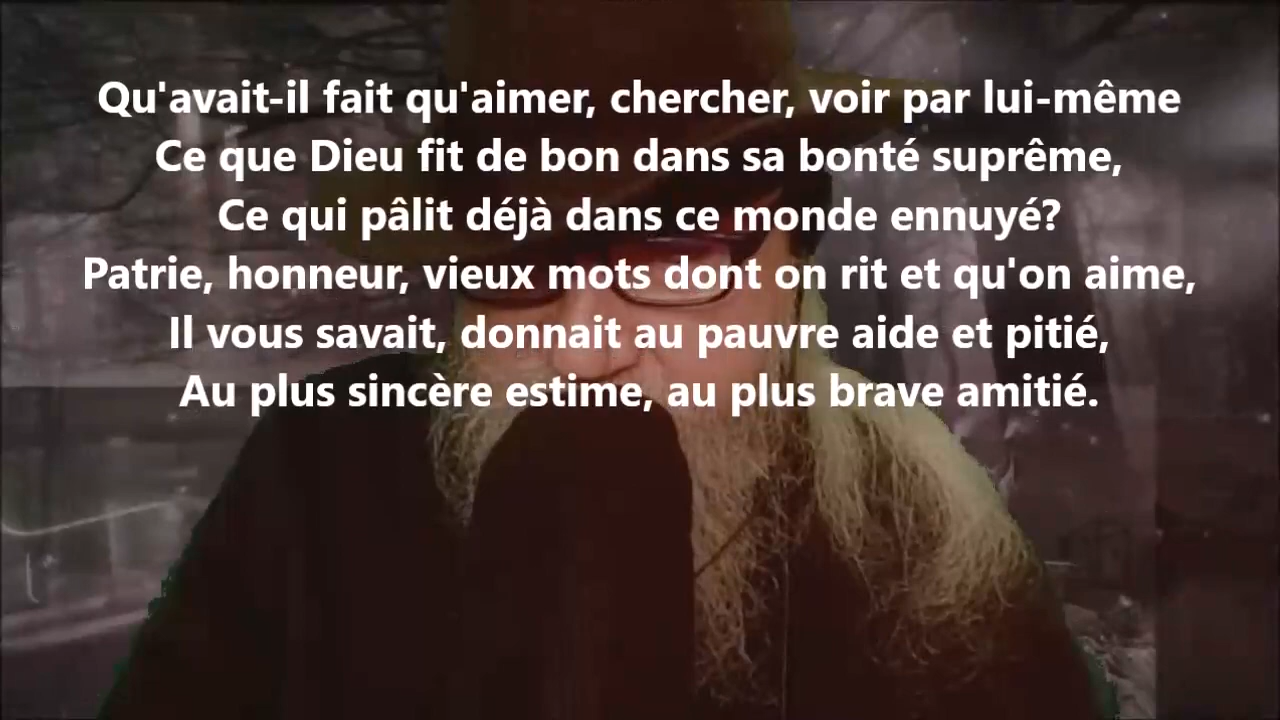 Qu'avait-il fait qu'aimer, chercher, voir par lui-même
Ce que Dieu fit de bon dans sa bonté suprême,
Ce qui pâlit déjà dans ce monde ennuyé?
Patrie, honneur, vieux mots dont on rit et qu'on aime,
Il vous savait, donnait au pauvre aide et pitié,
Au plus sincère estime, au plus brave amitié.